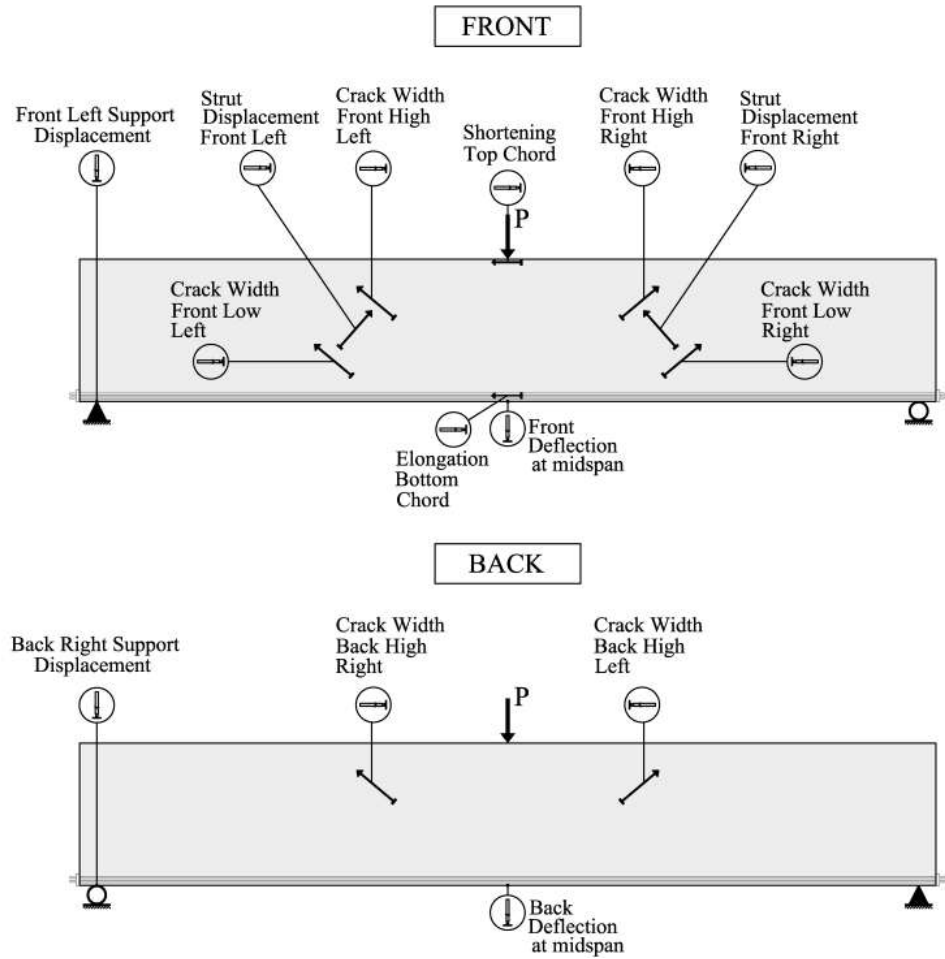 FRONT
Front Left Support
Displacement
Strut
Displacement
Front Left
Crack Width
Front High
Left
Shortening
Top Chord
Crack Width
Front High
Right
Strut
Displacement
Front Right
P
Crack Width
Front Low
Left
Crack Width
Front Low
Right
Elongation
Bottom
Chord
Front
Deflection
at midspan
BACK
Back Right Support
Displacement
Crack Width
Back High
Right
P
Crack Width
Back High
Left
Back
Deflection
at midspan